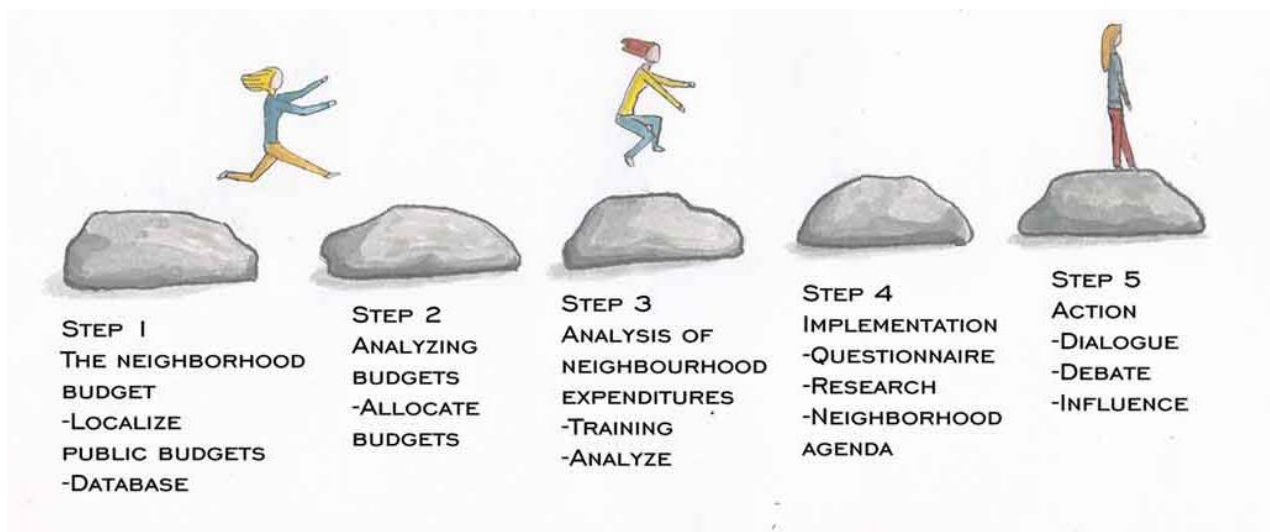 STEP 1
THE NEIGHBORHOOD
BUDGET
-LOCALIZE
PUBLIC BUDGETS
-DATABASE
STEP 2
ANALYZING
BUDGETS
-ALLOCATE
BUDGETS
STEP 3
ANALYSIS OF
NEIGHBOURHOOD
EXPENDITURES
-TRAINING
-ANALYZE
STEP 4
IMPLEMENTATION
-QUESTIONNAIRE
-RESEARCH
-NEIGHBORHOOD
AGENDA
STEP 5
ACTION
-DIALOGUE
-DEBATE
-INFLUENCE